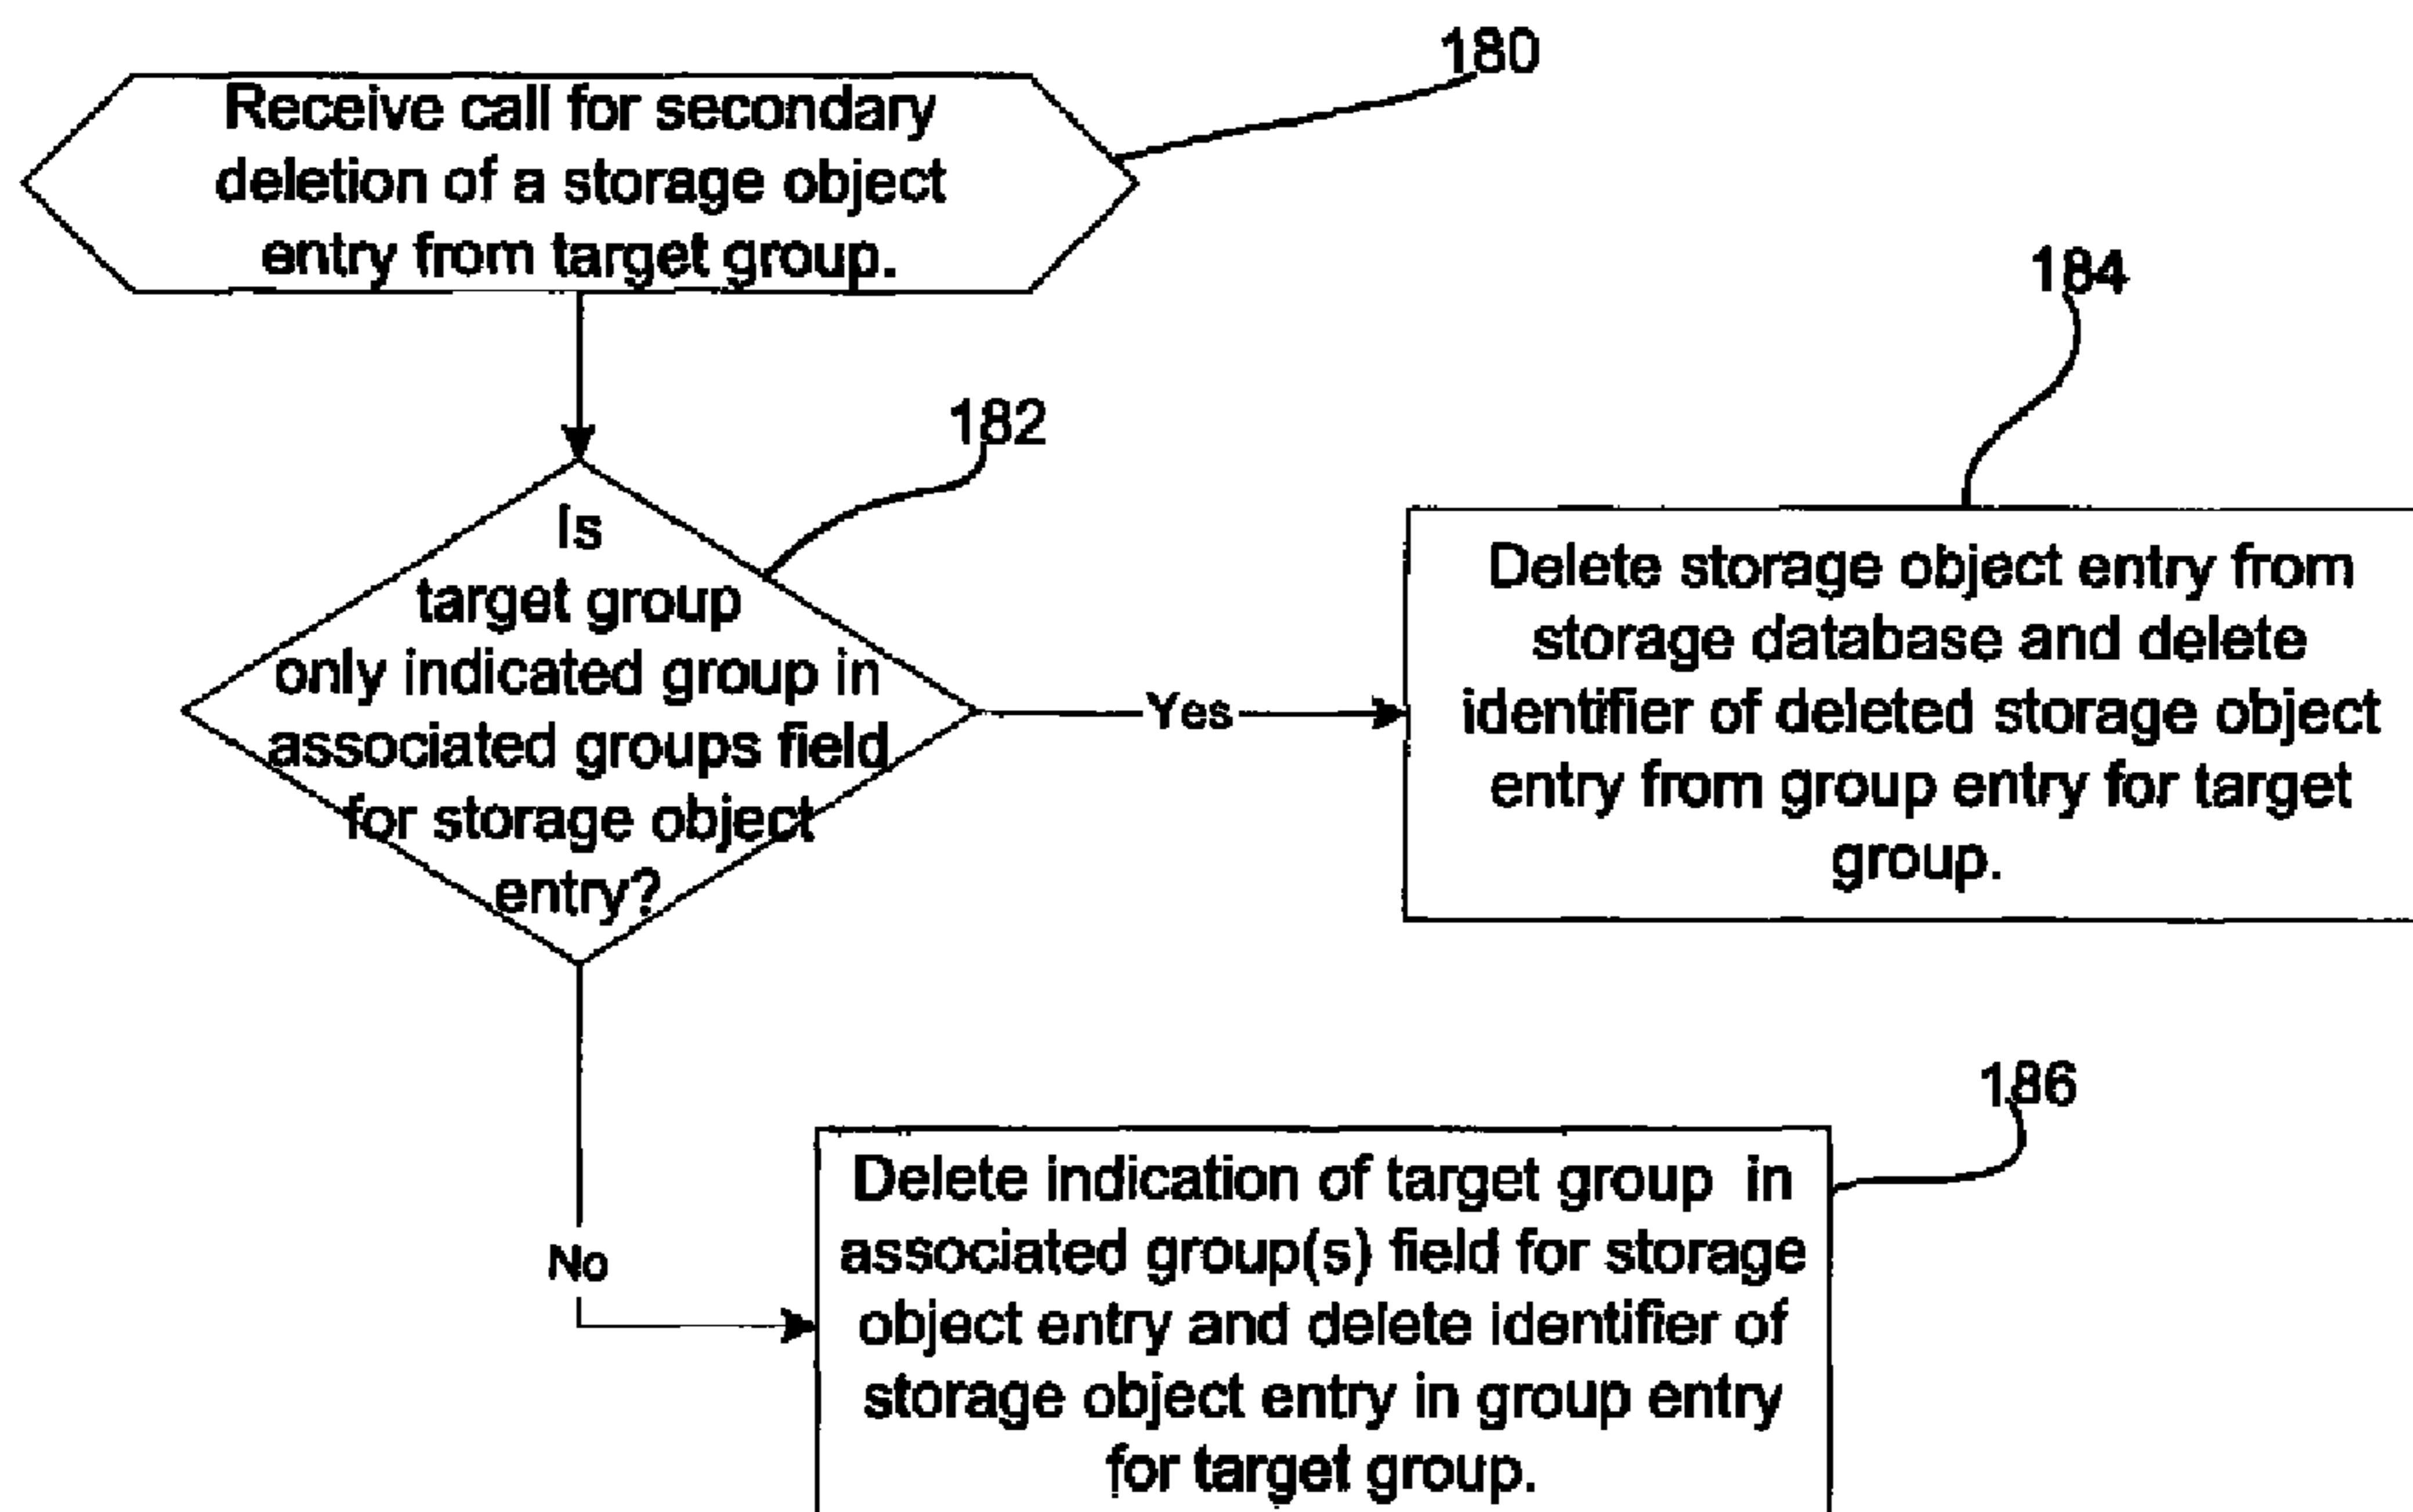 180
Receive call for secondary
deletion of a storage object
entry from target group.
184
182
Is
target group
only indicated group in
associated groups field
for storage object
entry?
Yes
Delete storage object entry from
storage database and delete
identifier of deleted storage object
entry from group entry for target
group.
186
No
Delete indication of target group in
associated group(s) field for storage
object entry and delete identifier of
storage object entry in group entry
for target group.